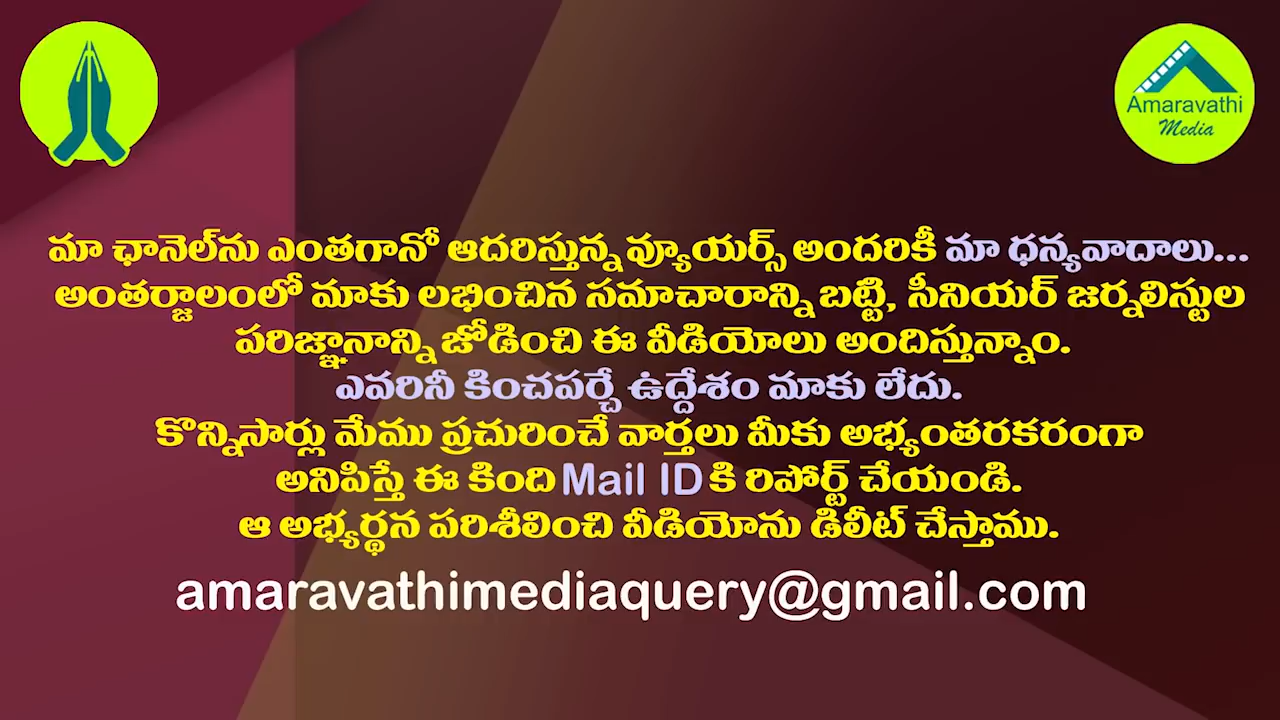 Amaravathi
Media
మా ఛానెల్‌ను ఎంతగానో ఆదరిస్తున్న వ్యూయర్స్ అందరికీ మా ధన్యవాదాలు...
అంతర్జాలంలో మాకు లభించిన సమాచారాన్ని బట్టి, సీనియర్ జర్నలిస్టుల
పరిజ్ఞానాన్ని జోడించి ఈ వీడియోలు అందిస్తున్నాం.
ఎవరినీ కించపర్చే ఉద్దేశం మాకు లేదు.
కొన్నిసార్లు మేము ప్రచురించే వార్తలు మీకు అభ్యంతరకరంగా
అనిపిస్తే ఈ కింది Mail ID కి రిపోర్ట్ చేయండి.
ఆ అభ్యర్థన పరిశీలించి వీడియోను డిలీట్ చేస్తాము.
amaravathimediaquery@gmail.com